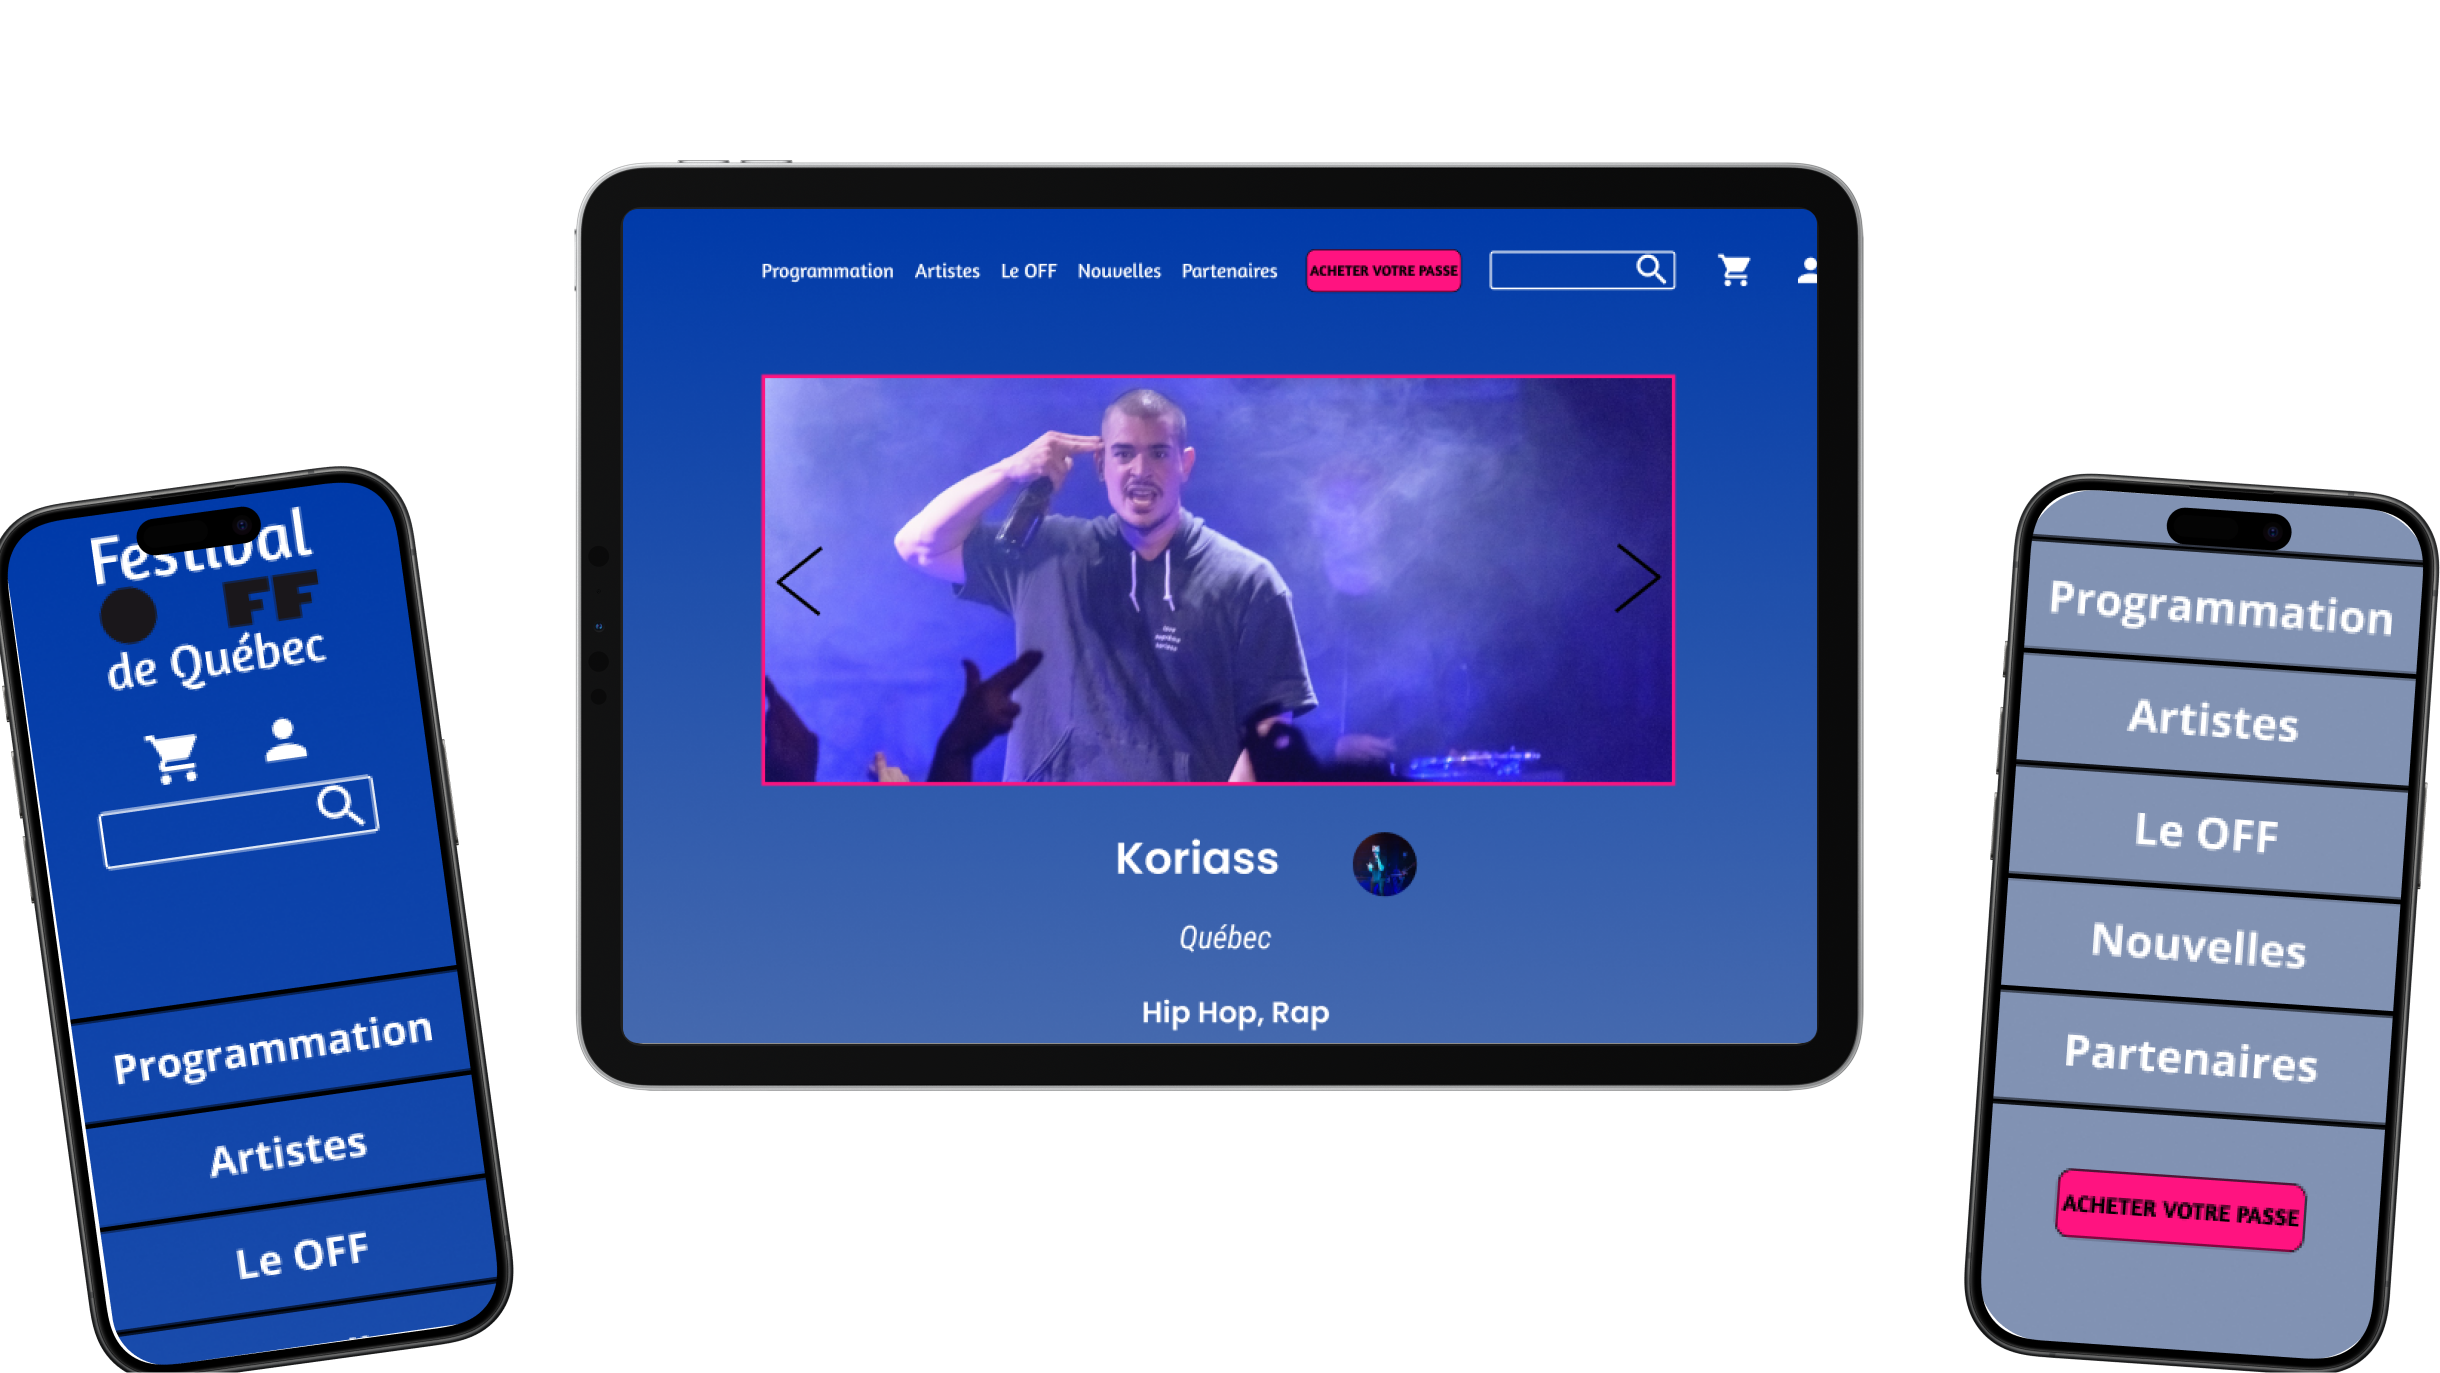 Festival
OFF
de Québec
Programmation
Artistes
Le OFF
Programmation Artistes Le OFF Nouvelles Partenaires ACHETER VOTRE PASSE
Koriass
Québec
Hip Hop, Rap
Programmation
Artistes
Le OFF
Nouvelles
Partenaires
ACHETER VOTRE PASSE